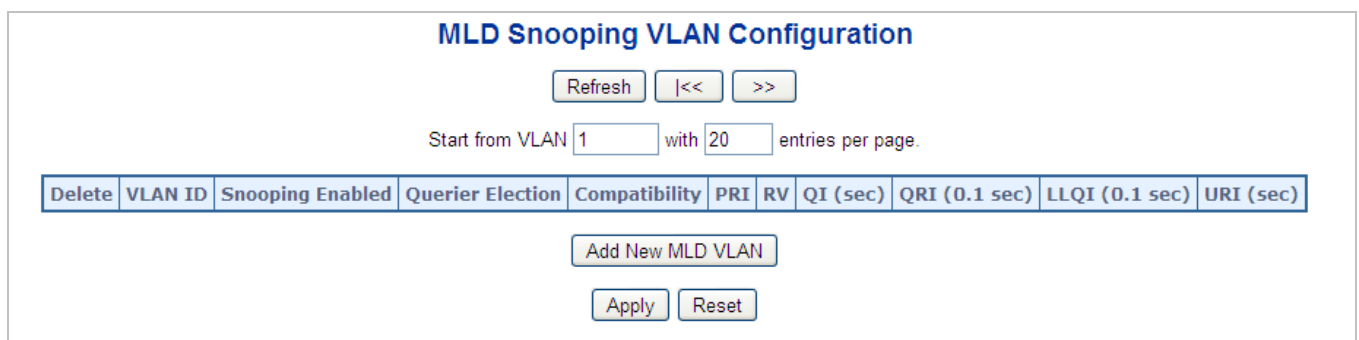 MLD Snooping VLAN Configuration
Refresh |<< >>
Start from VLAN 1 with 20 entries per page.
Delete VLAN ID Snooping Enabled Querier Election Compatibility PRI RV QI (sec) QRI (0.1 sec) LLQI (0.1 sec) URI (sec)
Add New MLD VLAN
Apply Reset